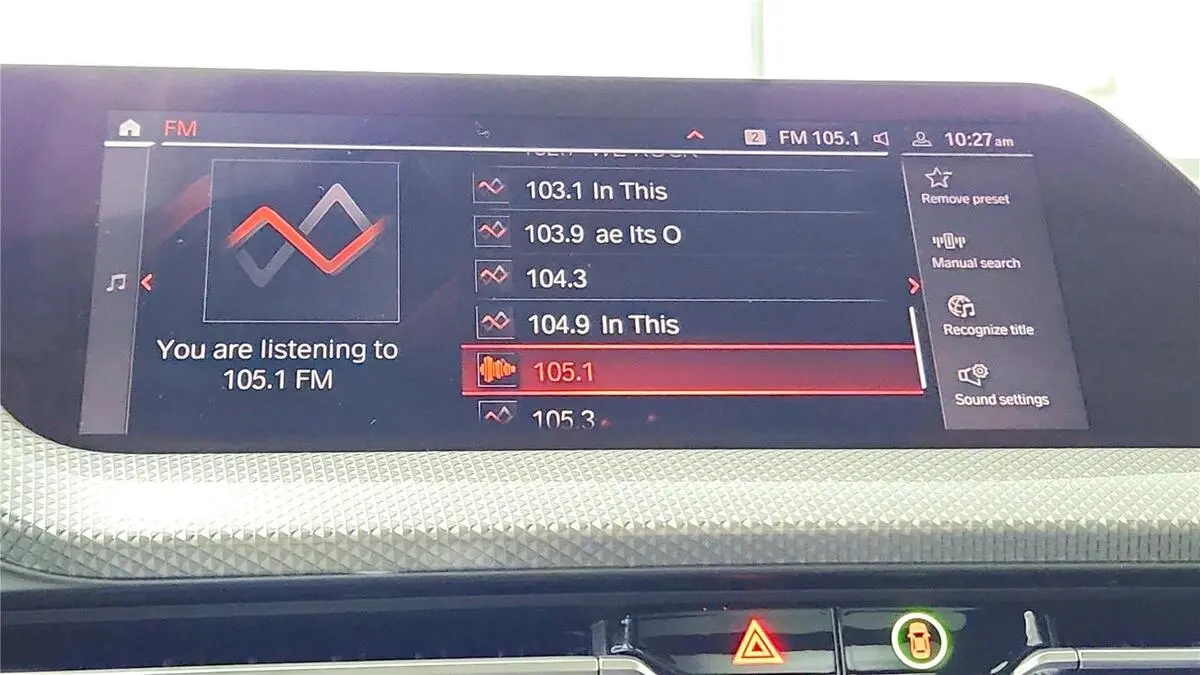 FM
2 FM 105.1
10:27 am
103.1 In This
103.9 ae Its O
104.3
104.9 In This
105.1
105.3
You are listening to
105.1 FM
Remove preset
Manual search
Recognize title
Sound settings